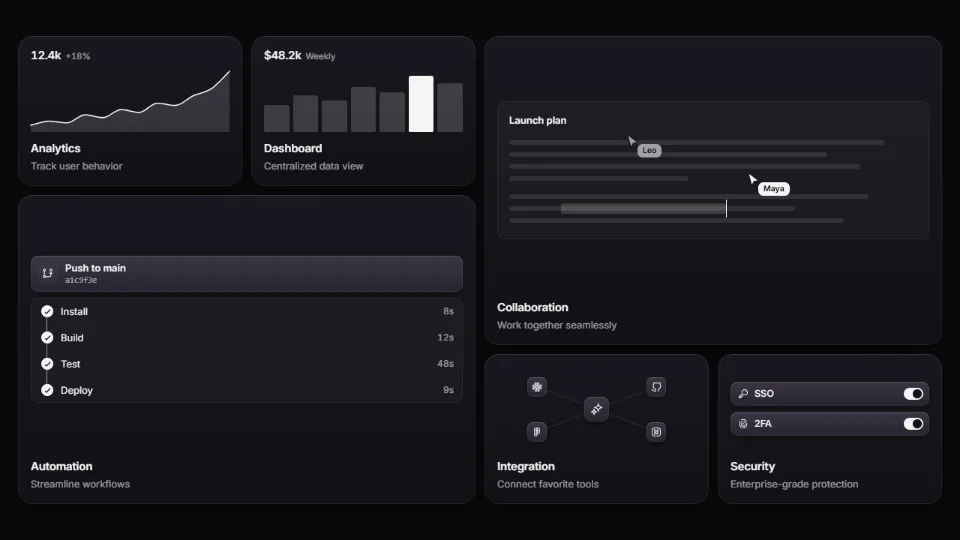 12.4k +18%
Analytics
Track user behavior
$48.2k Weekly
Dashboard
Centralized data view
Launch plan
Leo
Maya
Collaboration
Work together seamlessly
Push to main
a1c9f3e
Install 8s
Build 12s
Test 48s
Deploy 9s
Automation
Streamline workflows
Integration
Connect favorite tools
SSO
2FA
Security
Enterprise-grade protection